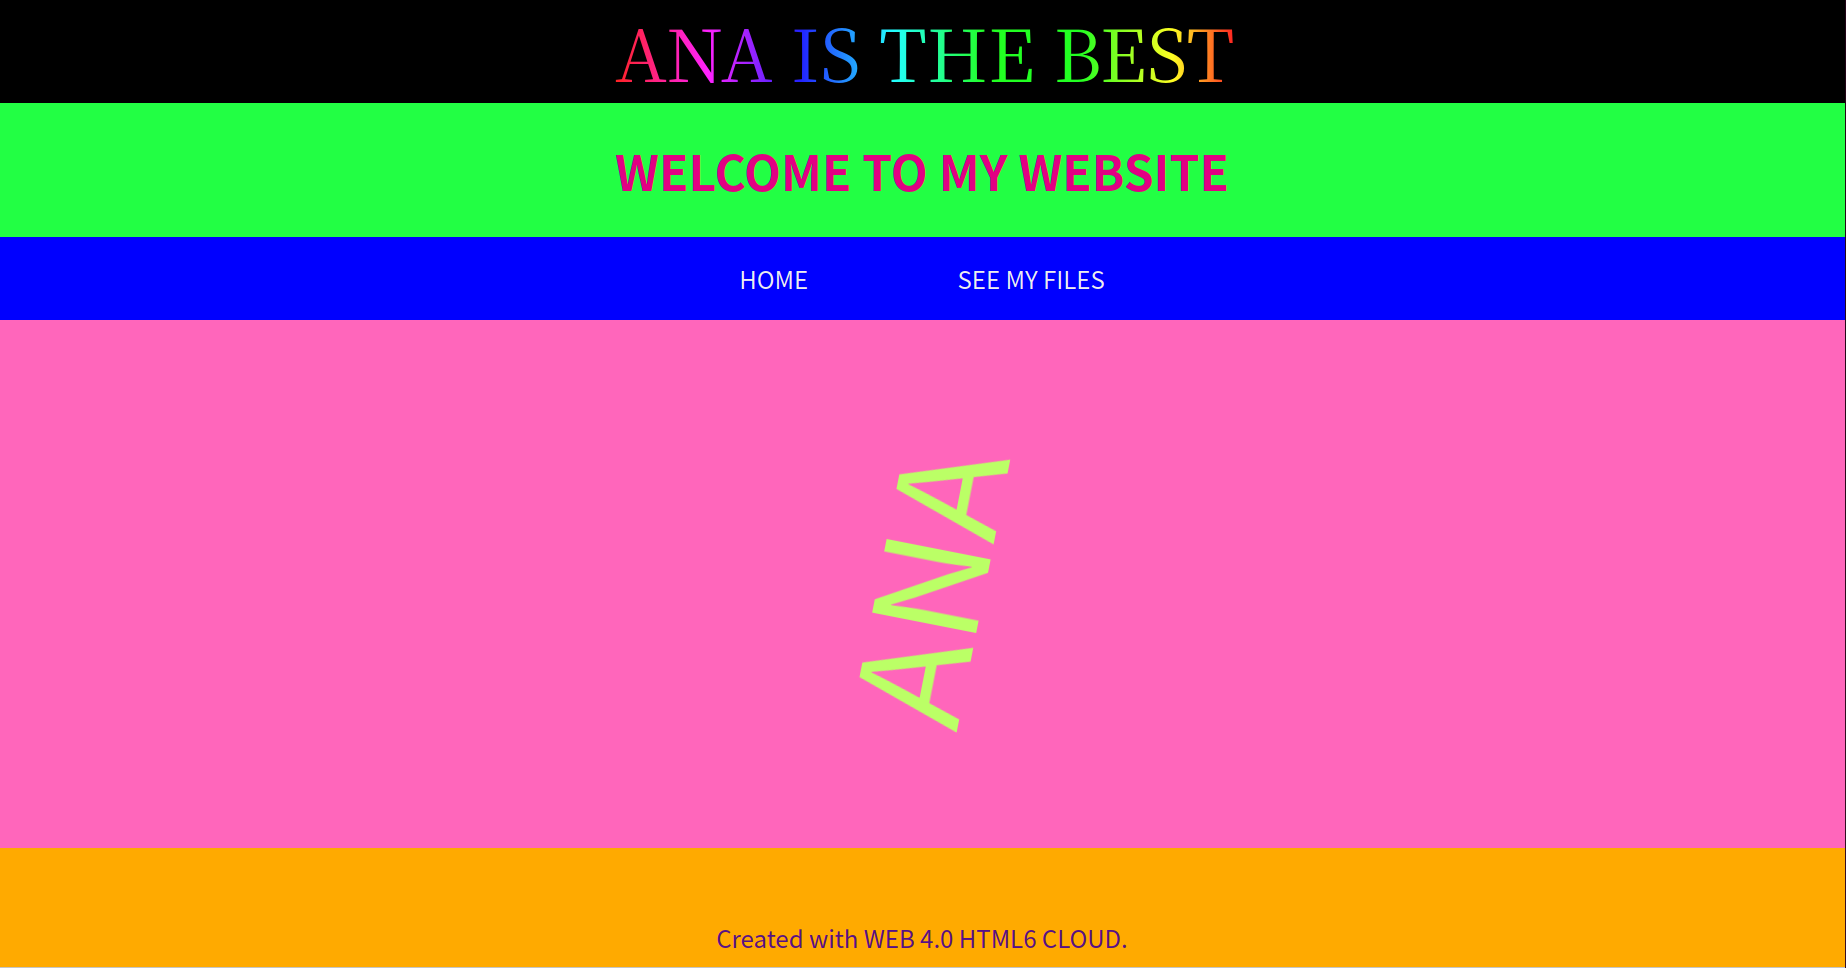 ANA IS THE BEST
WELCOME TO MY WEBSITE
HOME SEE MY FILES
ANA
Created with WEB 4.0 HTML6 CLOUD.